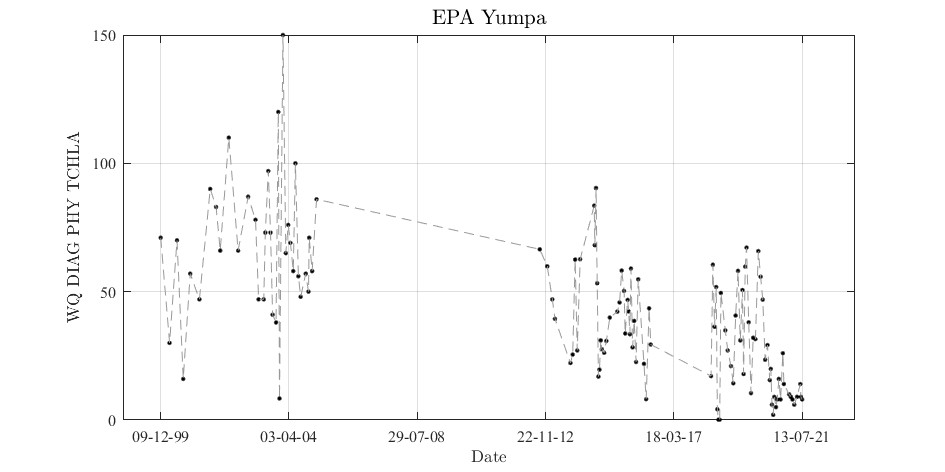 EPA Yumpa
WQ DIAG PHY TCHLA
150
100
50
0
09-12-99 03-04-04 29-07-08 22-11-12 18-03-17 13-07-21
Date